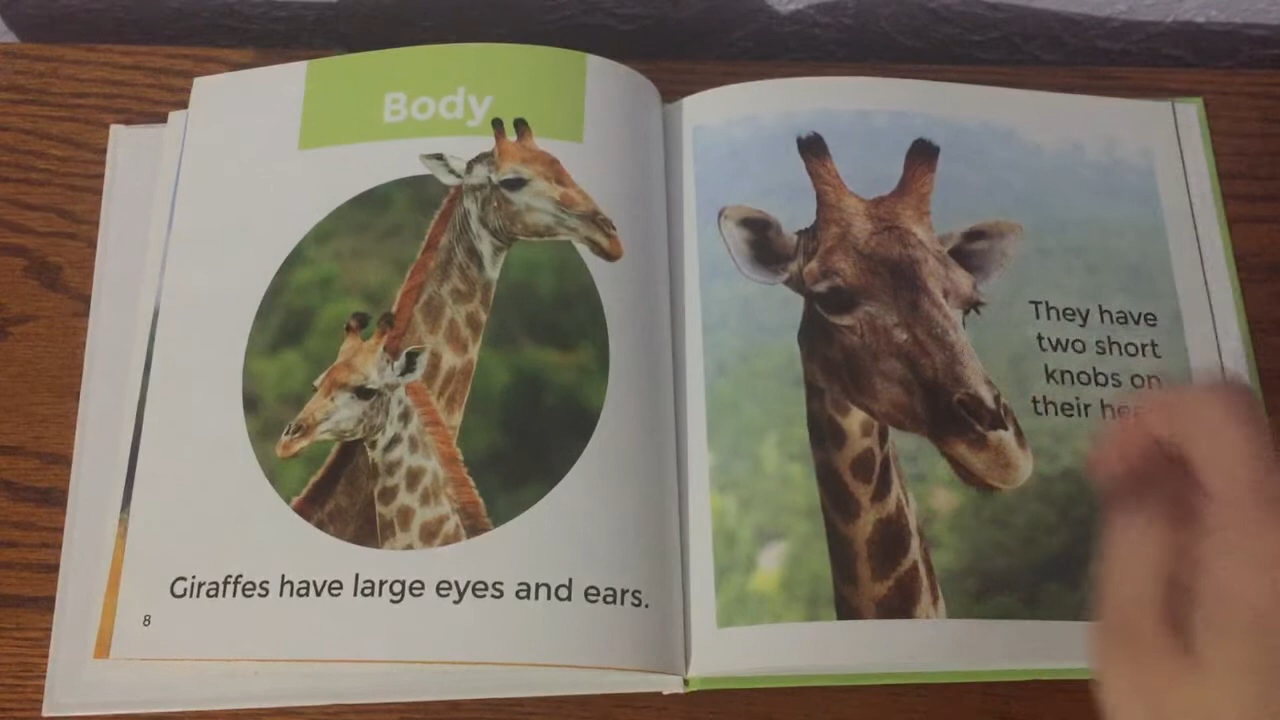 Body
Giraffes have large eyes and ears.
8
They have
two short
knobs on
their